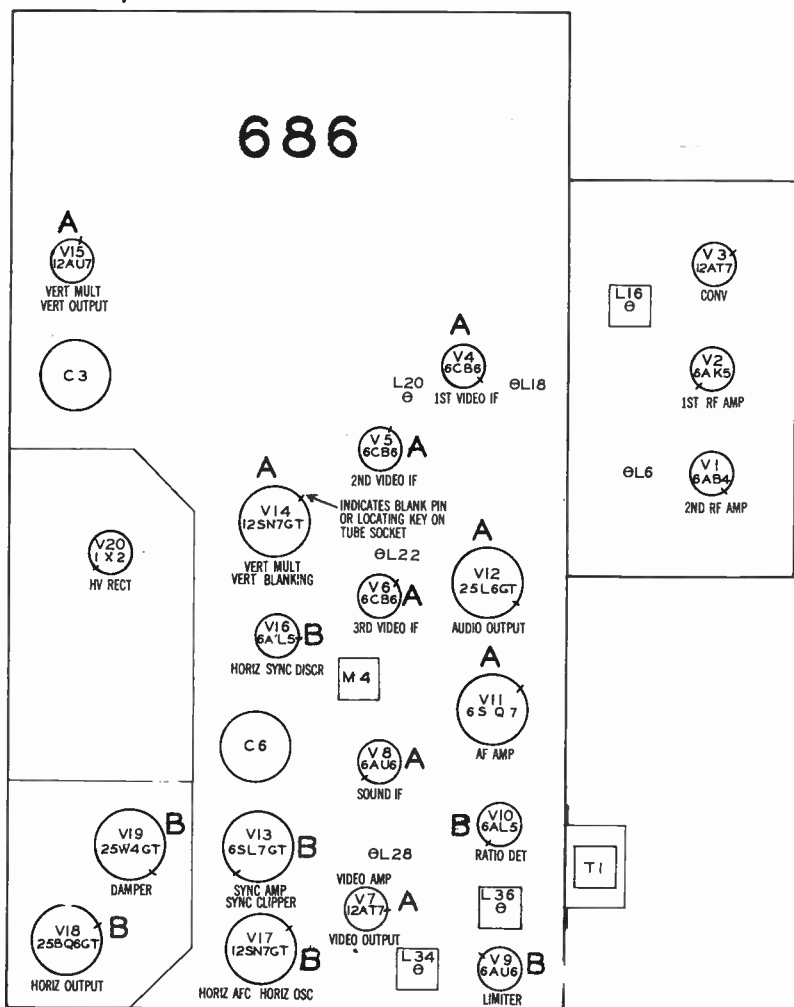 686
A
V15
12AU7
VERT MULT
VERT OUTPUT
C3
V3
12AT7
CONV
L16
V2
6AK5
1ST RF AMP
A
V4
6CB6
1ST VIDEO IF
L20
θL18
V5
6CB6
A
2ND VIDEO IF
θL6
V1
6AB4
2ND RF AMP
A
V14
12SN7GT
VERT MULT
VERT BLANKING
INDICATES BLANK PIN
OR LOCATING KEY ON
TUBE SOCKET
θL22
V20
1X2
HV RECT
A
V12
25L6GT
AUDIO OUTPUT
V6
6CB6
A
3RD VIDEO IF
V16
6AL5
B
HORIZ SYNC DISCR
M4
A
V11
6SQ7
AF AMP
C6
V8
6AU6
A
SOUND IF
V19
25W4GT
B
DAMPER
V13
6SL7GT
B
SYNC AMP
SYNC CLIPPER
B
V10
6AL5
RATIO DET
T1
θL28
VIDEO AMP
V7
12AT7
A
VIDEO OUTPUT
L36
V18
25BQ6GT
B
HORIZ OUTPUT
V17
12SN7GT
B
HORIZ AFC HORIZ OSC
L34
V9
6AU6
B
LIMITER